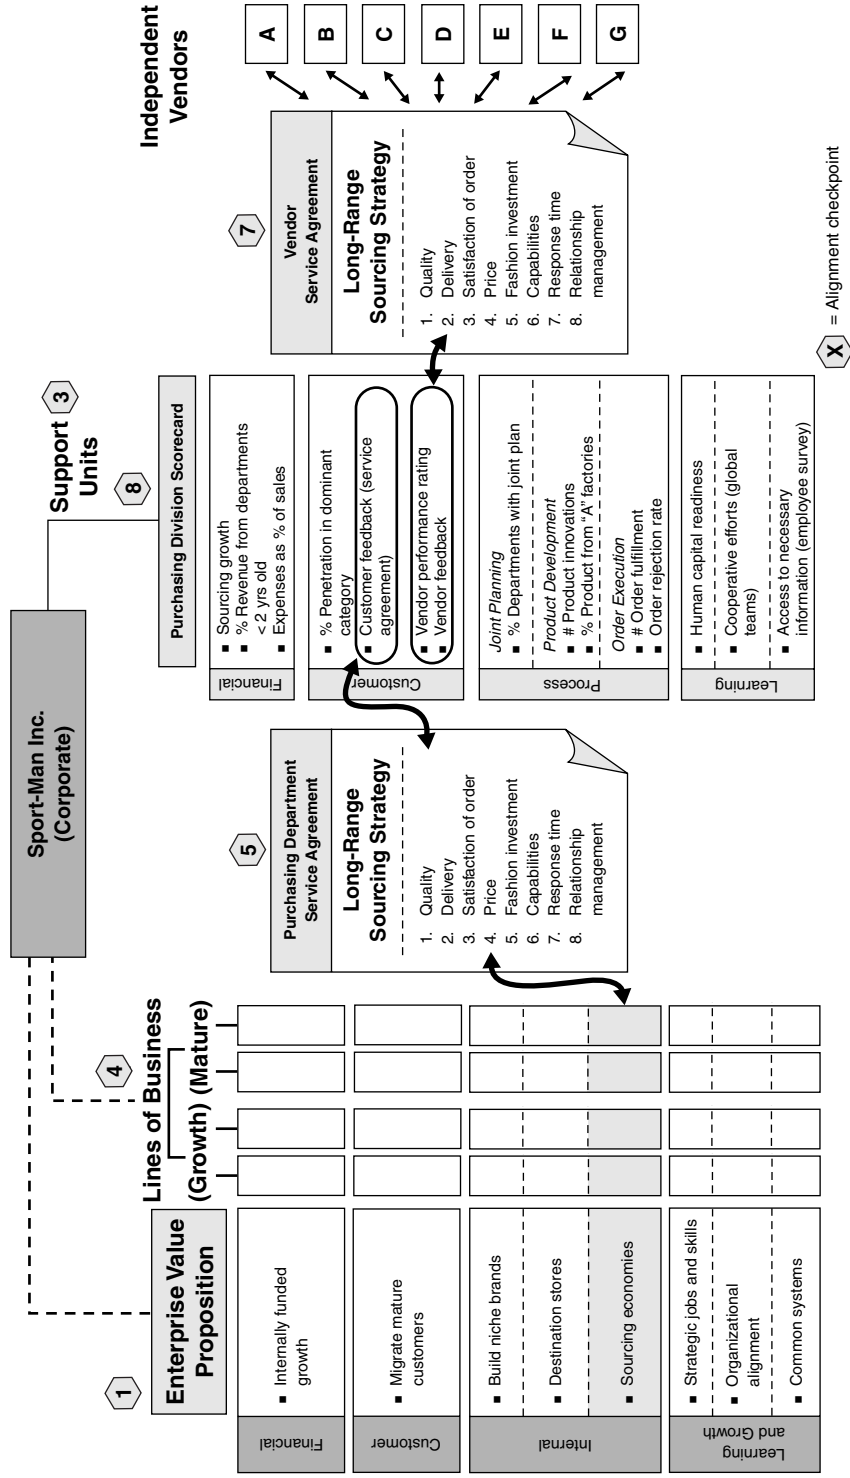 Sport-Man Inc.
(Corporate)
1
Enterprise Value
Proposition
Financial
■ Internally funded
growth
Customer
■ Migrate mature
customers
Internal
■ Build niche brands
■ Destination stores
■ Sourcing economies
Learning
and Growth
■ Strategic jobs and skills
■ Organizational
alignment
■ Common systems
4
Lines of Business
(Growth) (Mature)
5
Purchasing Department
Service Agreement
Long-Range
Sourcing Strategy
1. Quality
2. Delivery
3. Satisfaction of order
4. Price
5. Fashion investment
6. Capabilities
7. Response time
8. Relationship
management
Support
Units
3
8
Purchasing Division Scorecard
Financial
■ Sourcing growth
■ % Revenue from departments
< 2 yrs old
■ Expenses as % of sales
Customer
■ % Penetration in dominant
category
■ Customer feedback (service
agreement)
■ Vendor performance rating
■ Vendor feedback
Process
Joint Planning
■ % Departments with joint plan
Product Development
■ # Product innovations
■ % Product from “A” factories
Order Execution
■ # Order fulfillment
■ Order rejection rate
Learning
■ Human capital readiness
■ Cooperative efforts (global
teams)
■ Access to necessary
information (employee survey)
7
Vendor
Service Agreement
Long-Range
Sourcing Strategy
1. Quality
2. Delivery
3. Satisfaction of order
4. Price
5. Fashion investment
6. Capabilities
7. Response time
8. Relationship
management
Independent
Vendors
A
B
C
D
E
F
G
X = Alignment checkpoint